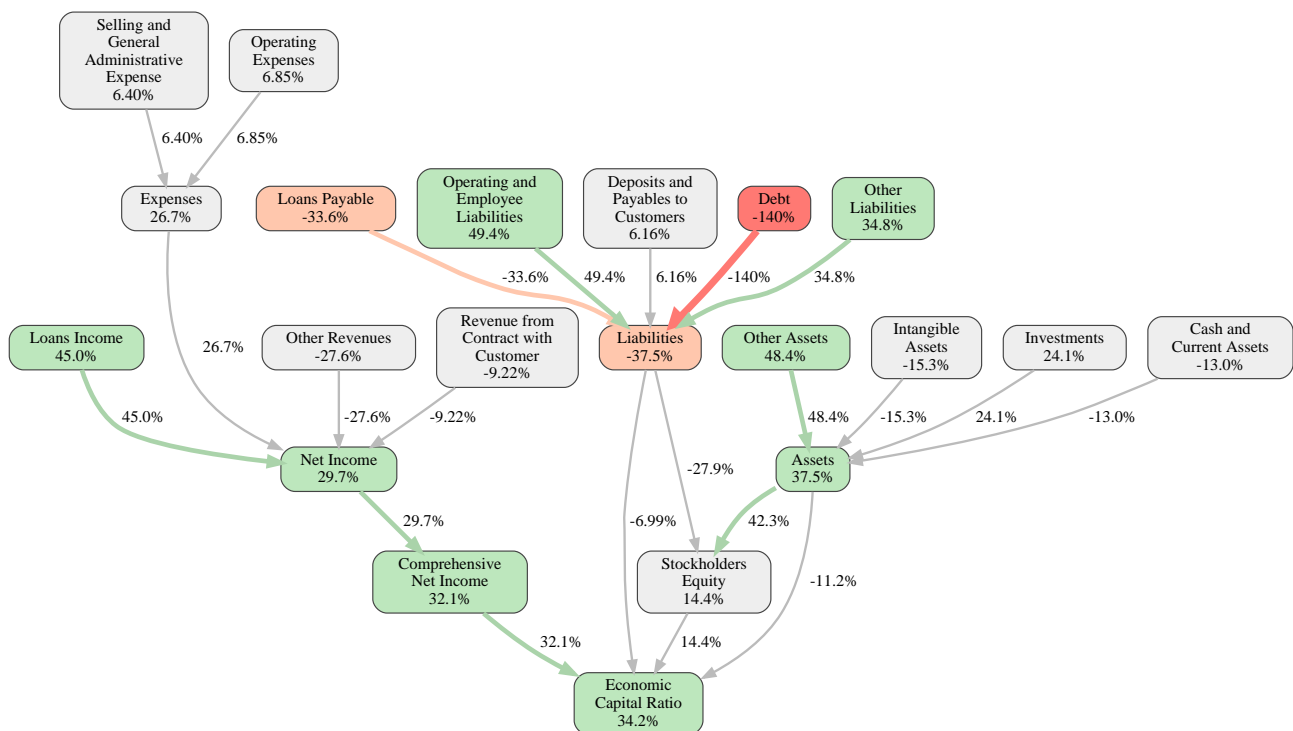 Selling and
General
Administrative
Expense
6.40%
Operating
Expenses
6.85%
6.40%
6.85%
Expenses
26.7%
Loans Payable
-33.6%
Operating and
Employee
Liabilities
49.4%
Deposits and
Payables to
Customers
6.16%
Debt
-140%
Other
Liabilities
34.8%
-33.6%
49.4%
6.16%
-140%
34.8%
Loans Income
45.0%
26.7%
Other Revenues
-27.6%
Revenue from
Contract with
Customer
-9.22%
Liabilities
-37.5%
Other Assets
48.4%
Intangible
Assets
-15.3%
Investments
24.1%
Cash and
Current Assets
-13.0%
45.0%
-27.6%
-9.22%
48.4%
-15.3%
24.1%
-13.0%
Net Income
29.7%
-27.9%
Assets
37.5%
29.7%
-6.99%
42.3%
Comprehensive
Net Income
32.1%
Stockholders
Equity
14.4%
-11.2%
32.1%
14.4%
Economic
Capital Ratio
34.2%